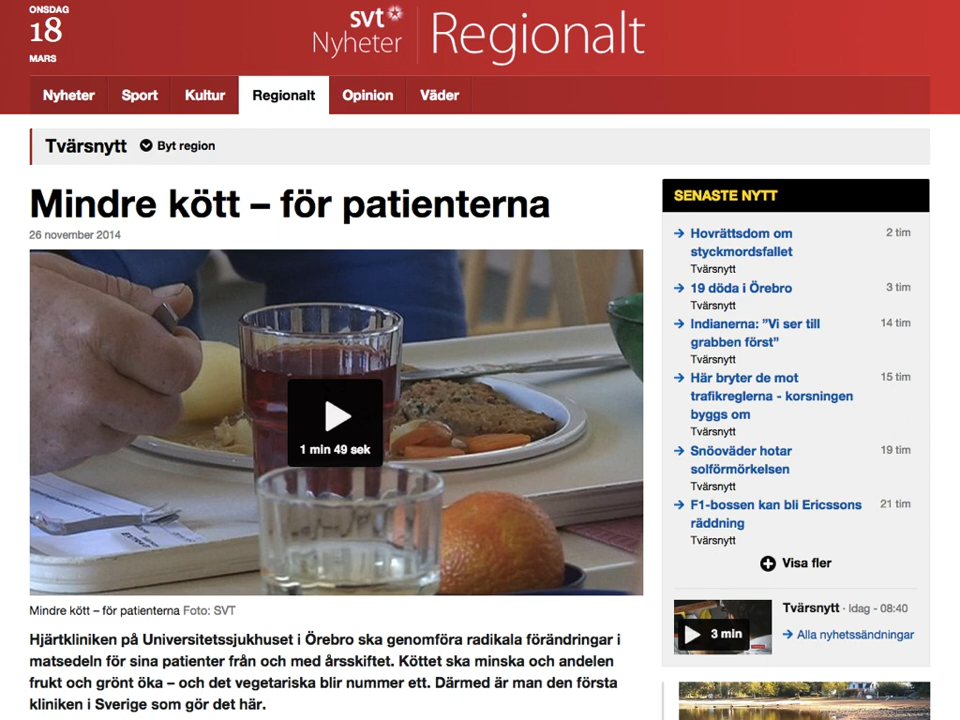 ONSDAG
18
MARS
svt
Nyheter
Regionalt
Nyheter Sport Kultur Regionalt Opinion Väder
Tvärsnytt Byt region
Mindre kött – för patienterna
26 november 2014
1 min 49 sek
Mindre kött – för patienterna Foto: SVT
Hjärtkliniken på Universitetssjukhuset i Örebro ska genomföra radikala förändringar i
matsedeln för sina patienter från och med årsskiftet. Köttet ska minska och andelen
frukt och grönt öka – och det vegetariska blir nummer ett. Därmed är man den första
kliniken i Sverige som gör det här.
SENASTE NYTT
Hovrättsdom om 2 tim
styckmordsfallet
Tvärsnytt
19 döda i Örebro 3 tim
Tvärsnytt
Indianerna: ”Vi ser till 14 tim
grabben först”
Tvärsnytt
Här bryter de mot 15 tim
trafikreglerna - korsningen
byggs om
Tvärsnytt
Snöoväder hotar 19 tim
solförmörkelsen
Tvärsnytt
F1-bossen kan bli Ericssons 21 tim
räddning
Tvärsnytt
Visa fler
3 min
Tvärsnytt · Idag - 08:40
Alla nyhetssändningar